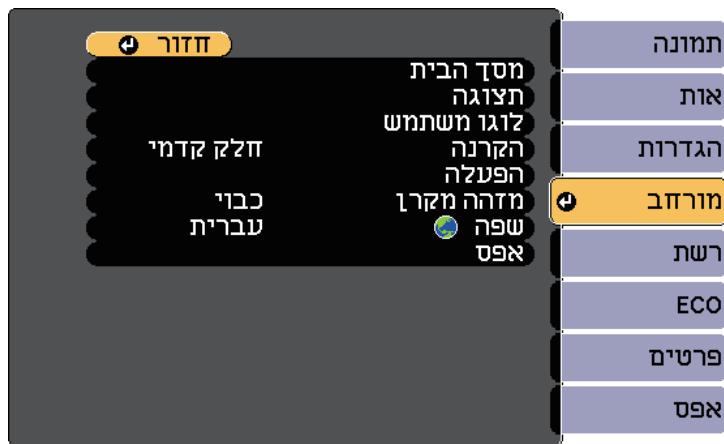 תמונה
אות
הגדרות
מורחב
רשת
ECO
פרטים
אפס
חזור
מסך הבית
תצוגה
לוגו משתמש
הקרנה חלק קדמי
הפעלה
מזהה מקרן כבוי
שפה עברית
אפס